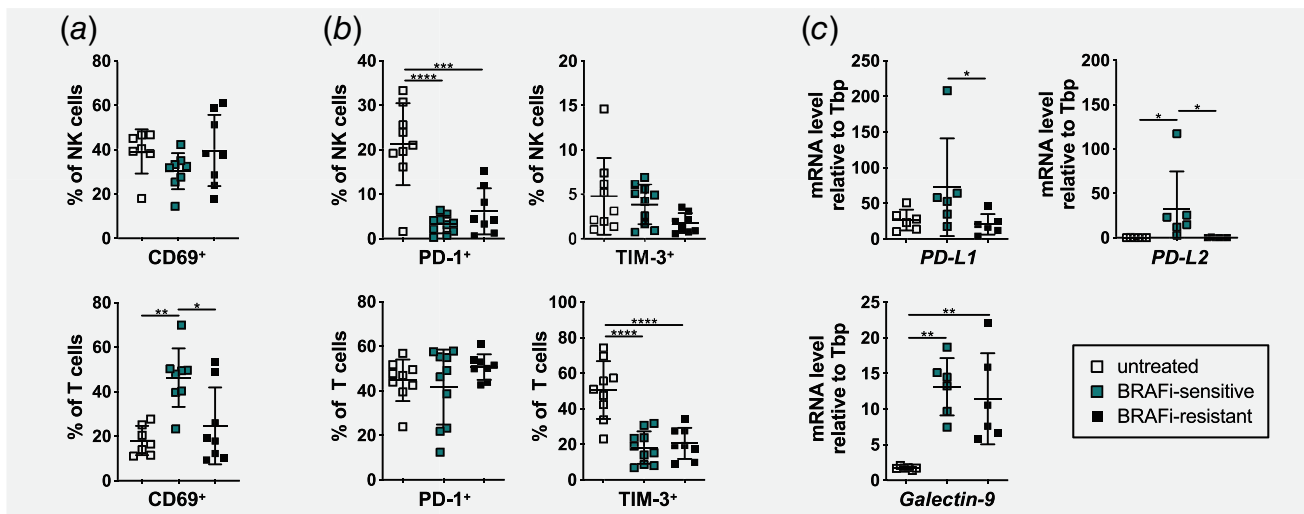 (a)
(b)
(c)
% of NK cells
80
60
40
20
0
CD69⁺
% of NK cells
40
30
20
10
0
***
****
PD-1⁺
% of NK cells
20
15
10
5
0
TIM-3⁺
mRNA level
relative to Tbp
250
200
150
100
50
0
*
PD-L1
mRNA level
relative to Tbp
200
150
100
50
0
*
*
PD-L2
% of T cells
80
60
40
20
0
**
*
CD69⁺
% of T cells
80
60
40
20
0
PD-1⁺
% of T cells
100
80
60
40
20
0
****
****
TIM-3⁺
mRNA level
relative to Tbp
25
20
15
10
5
0
**
**
Galectin-9
untreated
BRAFi-sensitive
BRAFi-resistant